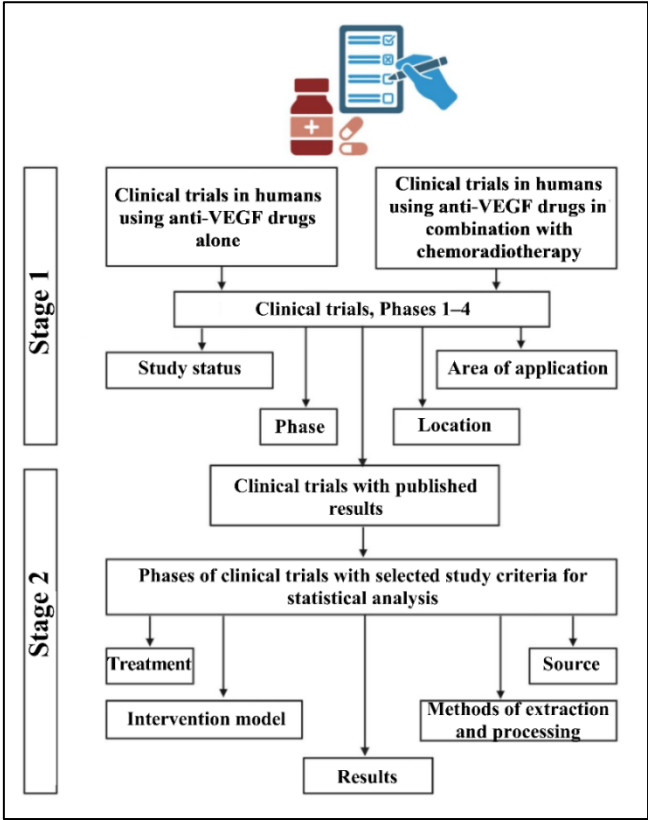 Stage 1
Clinical trials in humans
using anti-VEGF drugs
alone
Clinical trials in humans
using anti-VEGF drugs in
combination with
chemoradiotherapy
Clinical trials, Phases 1–4
Study status
Area of application
Phase
Location
Stage 2
Clinical trials with published
results
Phases of clinical trials with selected study criteria for
statistical analysis
Treatment
Source
Intervention model
Methods of extraction
and processing
Results